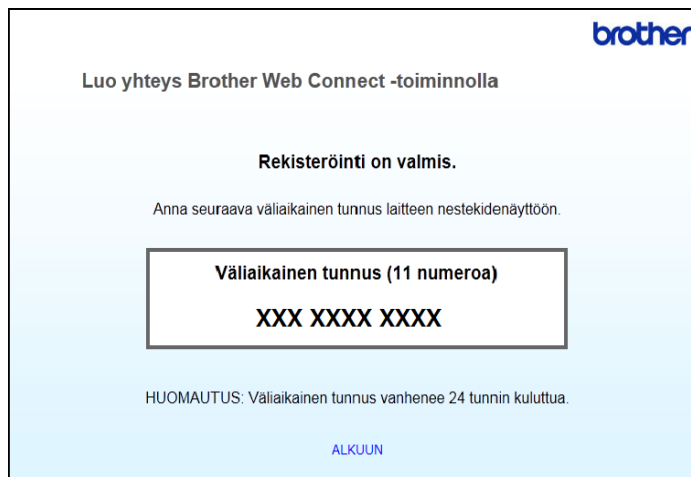 brother
Luo yhteys Brother Web Connect -toiminnolla
Rekisteröinti on valmis.
Anna seuraava väliaikainen tunnus laitteen nestekidenäyttöön.
Väliaikainen tunnus (11 numeroa)
XXX XXXX XXXX
HUOMAUTUS: Väliaikainen tunnus vanhenee 24 tunnin kuluttua.
ALKUUN